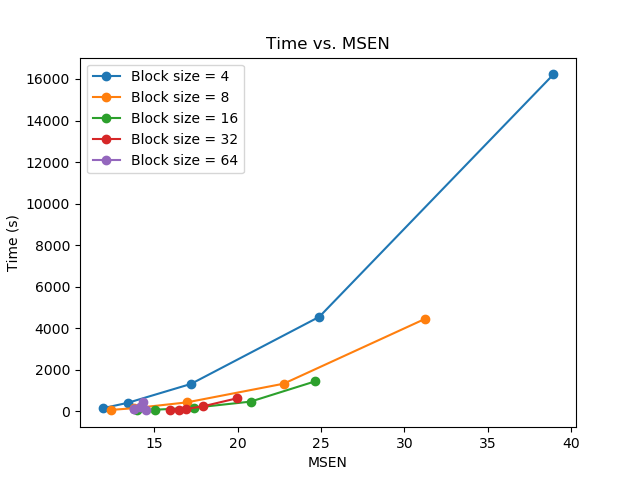 Time vs. MSEN
Block size = 4
Block size = 8
Block size = 16
Block size = 32
Block size = 64
Time (s)
16000
14000
12000
10000
8000
6000
4000
2000
0
15 20 25 30 35 40
MSEN